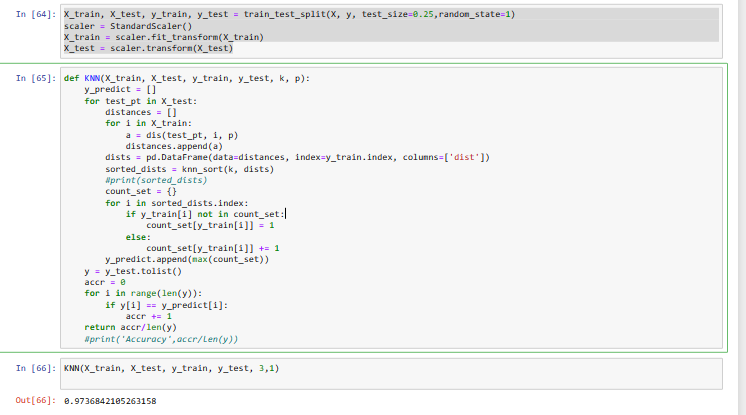 In [64]: X_train, X_test, y_train, y_test = train_test_split(X, y, test_size=0.25,random_state=1)
scaler = StandardScaler()
X_train = scaler.fit_transform(X_train)
X_test = scaler.transform(X_test)
In [65]: def KNN(X_train, X_test, y_train, y_test, k, p):
    y_predict = []
    for test_pt in X_test:
        distances = []
        for i in X_train:
            a = dis(test_pt, i, p)
            distances.append(a)
        dists = pd.DataFrame(data=distances, index=y_train.index, columns=['dist'])
        sorted_dists = knn_sort(k, dists)
        #print(sorted_dists)
        count_set = {}
        for i in sorted_dists.index:
            if y_train[i] not in count_set:
                count_set[y_train[i]] = 1
            else:
                count_set[y_train[i]] += 1
        y_predict.append(max(count_set))
    y = y_test.tolist()
    accr = 0
    for i in range(len(y)):
        if y[i] == y_predict[i]:
            accr += 1
    return accr/len(y)
    #print('Accuracy',accr/len(y))
In [66]: KNN(X_train, X_test, y_train, y_test, 3,1)
Out[66]: 0.9736842105263158